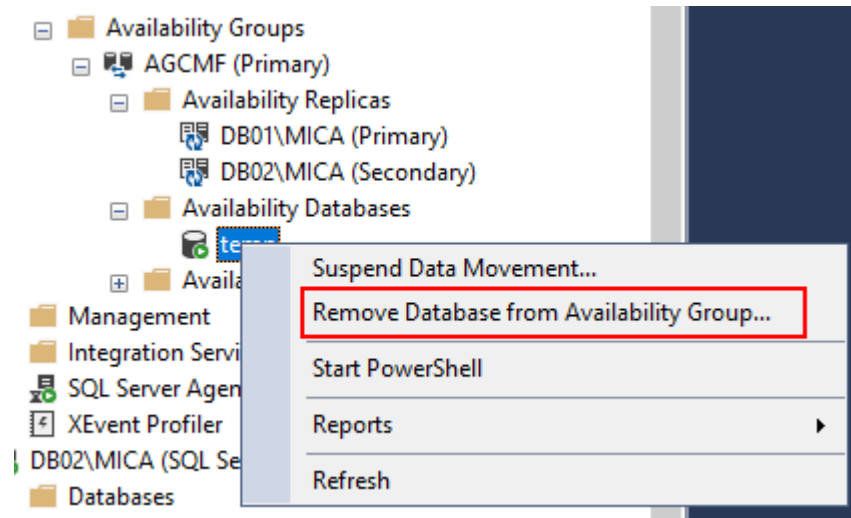 Availability Groups
AGCMF (Primary)
Availability Replicas
DB01\MICA (Primary)
DB02\MICA (Secondary)
Availability Databases
Suspend Data Movement...
Remove Database from Availability Group...
Management
Integration Servi
Start PowerShell
SQL Server Agen
XEvent Profiler
Reports
DB02\MICA (SQL Se
Refresh
Databases